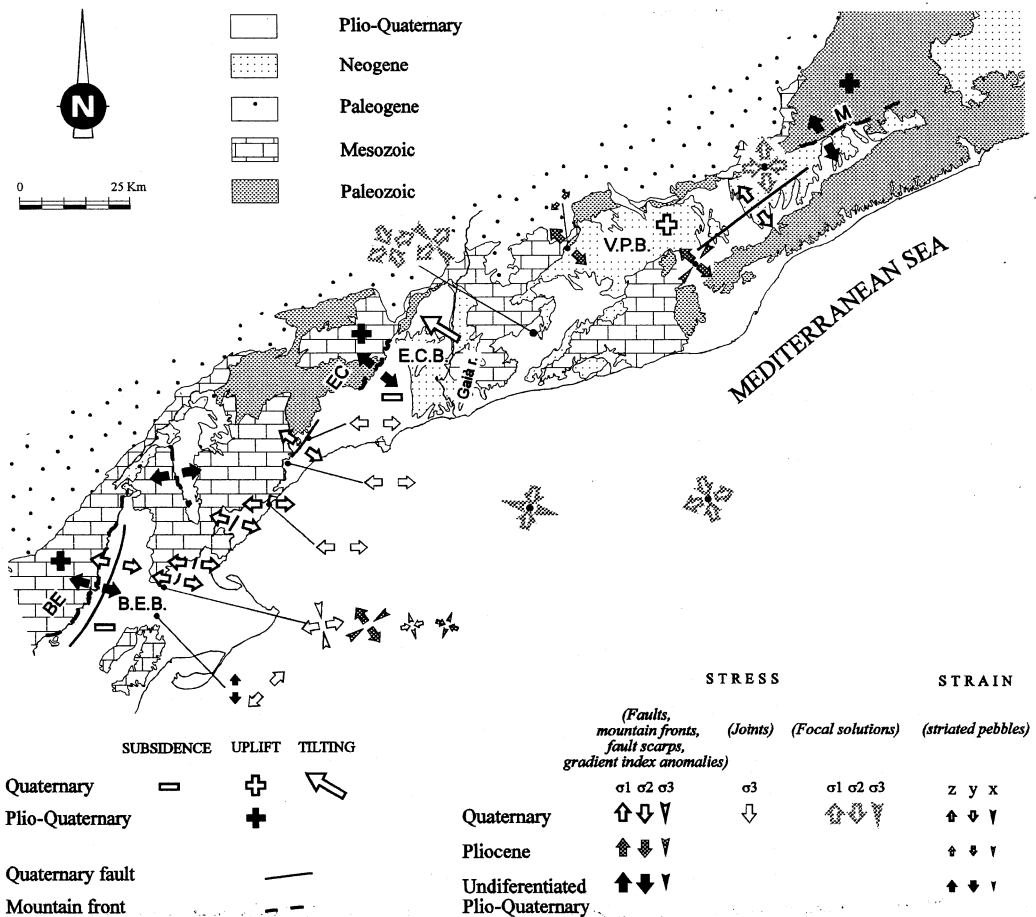 Plio-Quaternary
Neogene
Paleogene
Mesozoic
Paleozoic
N
0 25 Km
M
V.P.B.
MEDITERRANEAN SEA
E.C.B.
EC
Gaià r.
BE
B.E.B.
SUBSIDENCE UPLIFT TILTING
Quaternary
Plio-Quaternary
Quaternary fault
Mountain front
STRESS STRAIN
(Faults,
mountain fronts,
fault scarps,
gradient index anomalies)
(Joints) (Focal solutions) (striated pebbles)
σ1 σ2 σ3 σ3 σ1 σ2 σ3 z y x
Quaternary
Pliocene
Undiferentiated
Plio-Quaternary